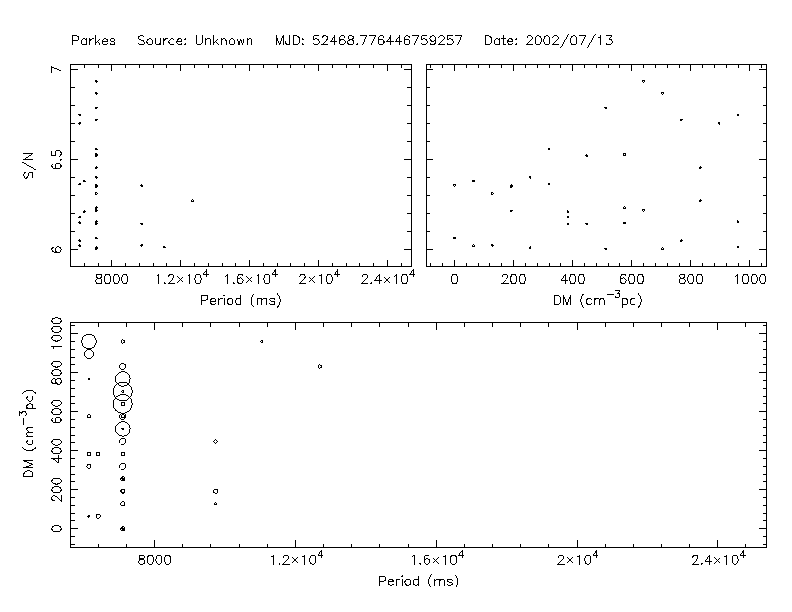 Parkes Source: Unknown MJD: 52468.776446759257 Date: 2002/07/13
7
6.5
6
S/N
8000 1.2×10⁴ 1.6×10⁴ 2×10⁴ 2.4×10⁴
Period (ms)
0 200 400 600 800 1000
DM (cm⁻³pc)
1000
800
600
400
200
0
DM (cm⁻³pc)
8000 1.2×10⁴ 1.6×10⁴ 2×10⁴ 2.4×10⁴
Period (ms)